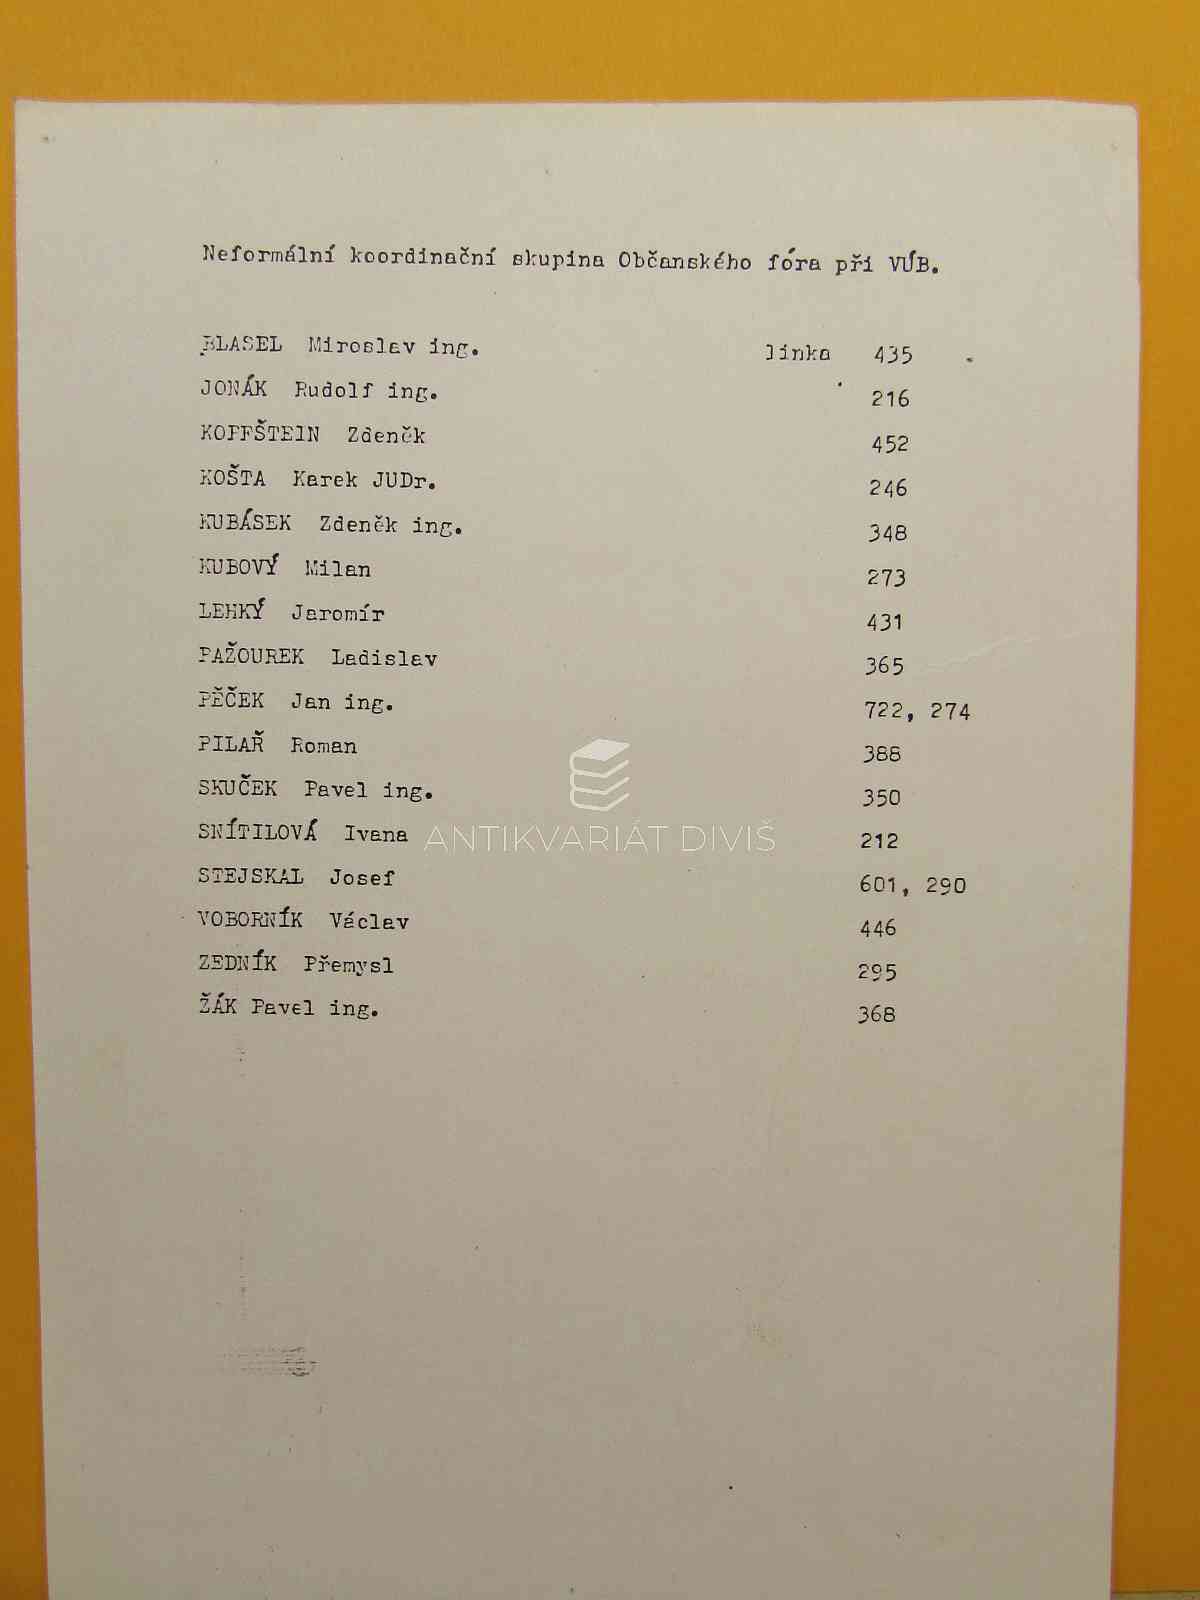 Neformální koordinační skupina Občanského fóra při VÚB.
BLASEL Miroslav ing. linka 435
JONÁK Rudolf ing. 216
KOFFŠTEIN Zdeněk 452
KOŠTA Karek JUDr. 246
KUBÁSEK Zdeněk ing. 348
KUBOVÝ Milan 273
LEHKÝ Jaromír 431
PAŽOUREK Ladislav 365
PĚČEK Jan ing. 722, 274
PILAŘ Roman 388
SKUČEK Pavel ing. 350
SNÍTILOVÁ Ivana 212
ANTIKVARIÁT DIVIŠ
STEJSKAL Josef 601, 290
VOBORNÍK Václav 446
ZEDNÍK Přemysl 295
ŽÁK Pavel ing. 368